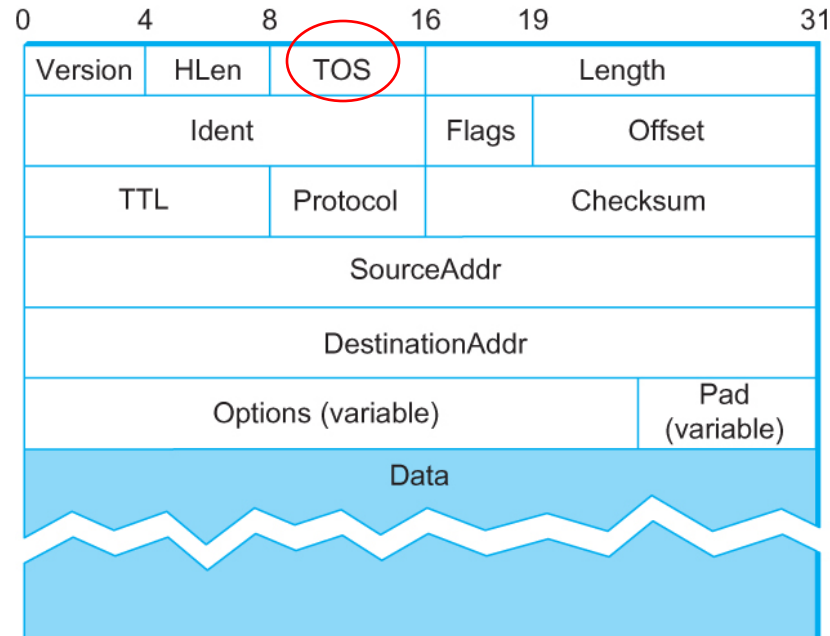 0 4 8 16 19 31
Version HLen TOS Length
Ident Flags Offset
TTL Protocol Checksum
SourceAddr
DestinationAddr
Options (variable) Pad
(variable)
Data